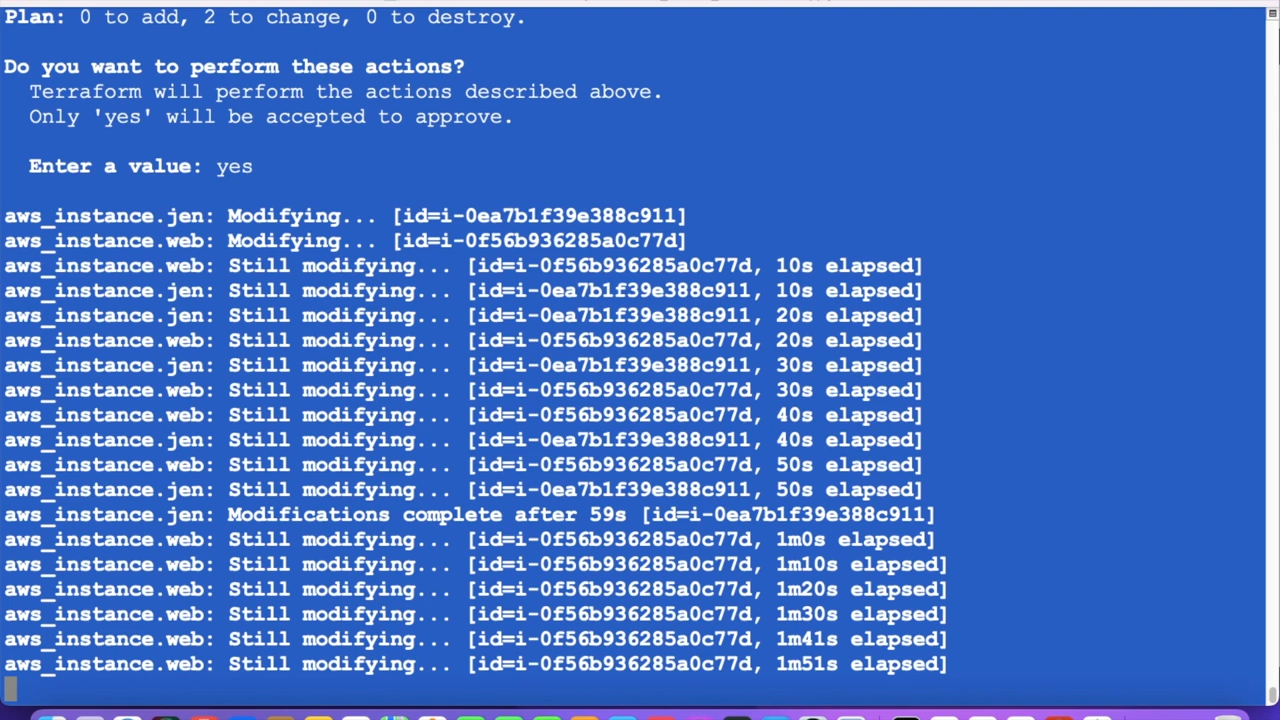 Plan: 0 to add, 2 to change, 0 to destroy.
Do you want to perform these actions?
Terraform will perform the actions described above.
Only 'yes' will be accepted to approve.
Enter a value: yes
aws_instance.jen: Modifying... [id=i-0ea7b1f39e388c911]
aws_instance.web: Modifying... [id=i-0f56b936285a0c77d]
aws_instance.web: Still modifying... [id=i-0f56b936285a0c77d, 10s elapsed]
aws_instance.jen: Still modifying... [id=i-0ea7b1f39e388c911, 10s elapsed]
aws_instance.jen: Still modifying... [id=i-0ea7b1f39e388c911, 20s elapsed]
aws_instance.web: Still modifying... [id=i-0f56b936285a0c77d, 20s elapsed]
aws_instance.jen: Still modifying... [id=i-0ea7b1f39e388c911, 30s elapsed]
aws_instance.web: Still modifying... [id=i-0f56b936285a0c77d, 30s elapsed]
aws_instance.web: Still modifying... [id=i-0f56b936285a0c77d, 40s elapsed]
aws_instance.jen: Still modifying... [id=i-0ea7b1f39e388c911, 40s elapsed]
aws_instance.web: Still modifying... [id=i-0f56b936285a0c77d, 50s elapsed]
aws_instance.jen: Still modifying... [id=i-0ea7b1f39e388c911, 50s elapsed]
aws_instance.jen: Modifications complete after 59s [id=i-0ea7b1f39e388c911]
aws_instance.web: Still modifying... [id=i-0f56b936285a0c77d, 1m0s elapsed]
aws_instance.web: Still modifying... [id=i-0f56b936285a0c77d, 1m10s elapsed]
aws_instance.web: Still modifying... [id=i-0f56b936285a0c77d, 1m20s elapsed]
aws_instance.web: Still modifying... [id=i-0f56b936285a0c77d, 1m30s elapsed]
aws_instance.web: Still modifying... [id=i-0f56b936285a0c77d, 1m41s elapsed]
aws_instance.web: Still modifying... [id=i-0f56b936285a0c77d, 1m51s elapsed]